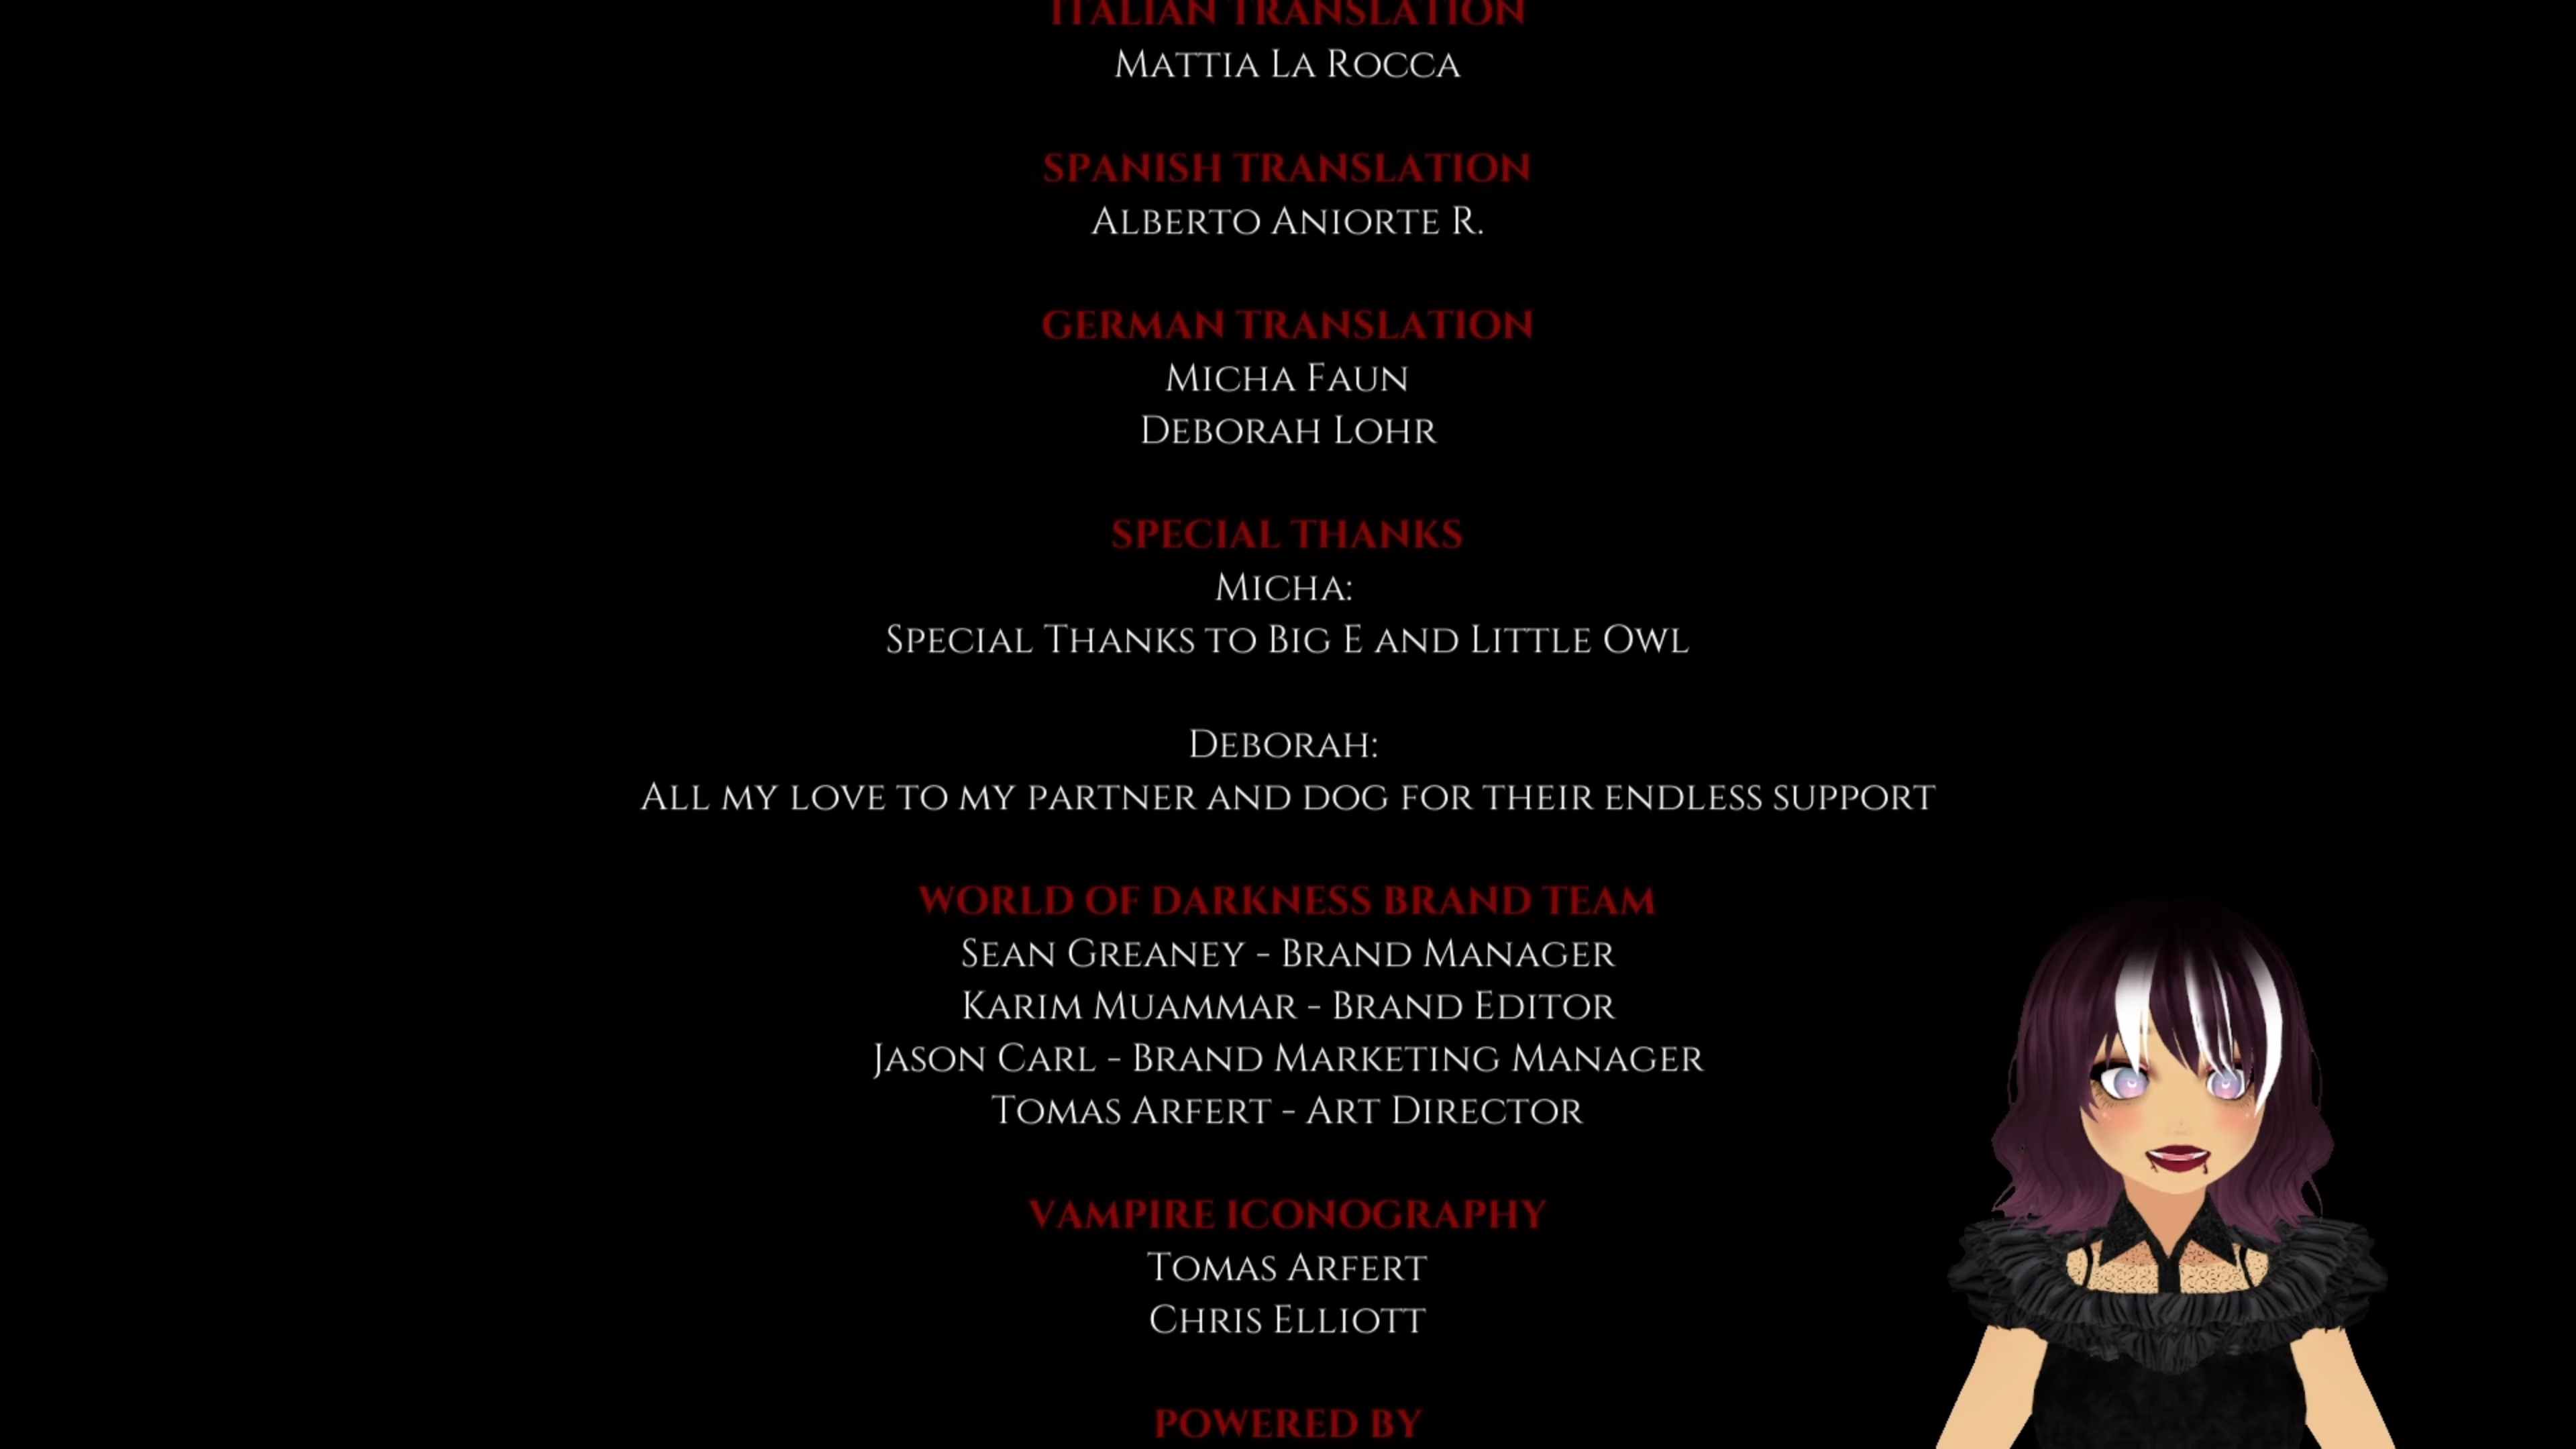 ITALIAN TRANSLATION
MATTIA LA ROCCA
SPANISH TRANSLATION
ALBERTO ANIORTE R.
GERMAN TRANSLATION
MICHA FAUN
DEBORAH LOHR
SPECIAL THANKS
MICHA:
SPECIAL THANKS TO BIG E AND LITTLE OWL
DEBORAH:
ALL MY LOVE TO MY PARTNER AND DOG FOR THEIR ENDLESS SUPPORT
WORLD OF DARKNESS BRAND TEAM
SEAN GREANEY - BRAND MANAGER
KARIM MUAMMAR - BRAND EDITOR
JASON CARL - BRAND MARKETING MANAGER
TOMAS ARFERT - ART DIRECTOR
VAMPIRE ICONOGRAPHY
TOMAS ARFERT
CHRIS ELLIOTT
POWERED BY